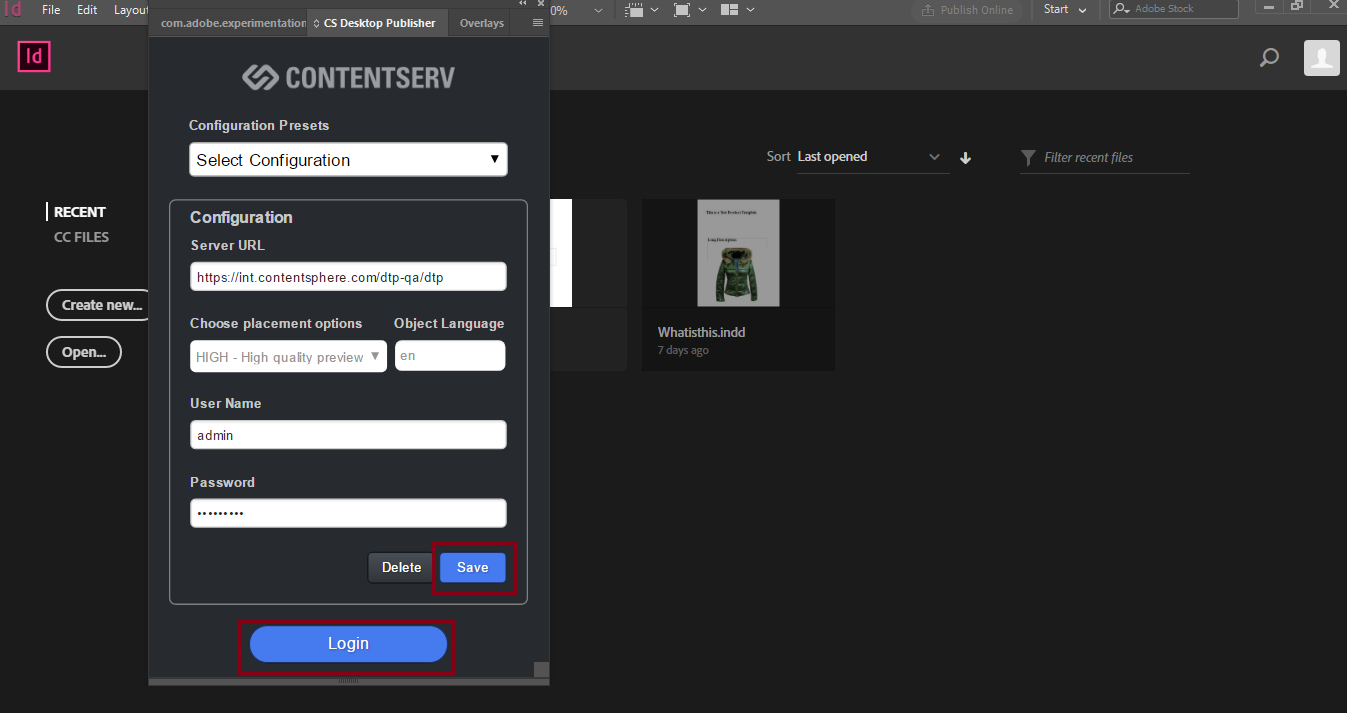 Id File Edit Layou 0% Publish Online Start Adobe Stock
com.adobe.experimentation CS Desktop Publisher Overlays
Id
CONTENTSERV
Configuration Presets
Select Configuration
Sort Last opened Filter recent files
RECENT
CC FILES
Create new...
Open...
Configuration
Server URL
https://int.contentsphere.com/dtp-qa/dtp
Choose placement options Object Language
HIGH - High quality preview en
User Name
admin
Password
•••••••••
Delete Save
Login
This is a Test Product Template
Long Description
Whatisthis.indd
7 days ago